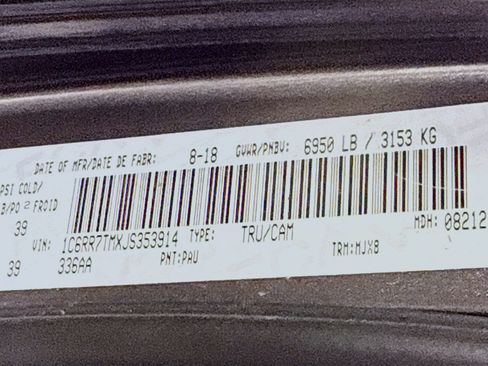 DATE OF MFR/DATE DE FABR: 8-18 GVWR/PNBV: 6950 LB / 3153 KG
PSI COLD/
B/PO² FROID
39
VIN: 1C6RR7TMXJS353914 TYPE: TRU/CAM MDH: 08212
39 336AA PNT:PAU TRM:MJX8